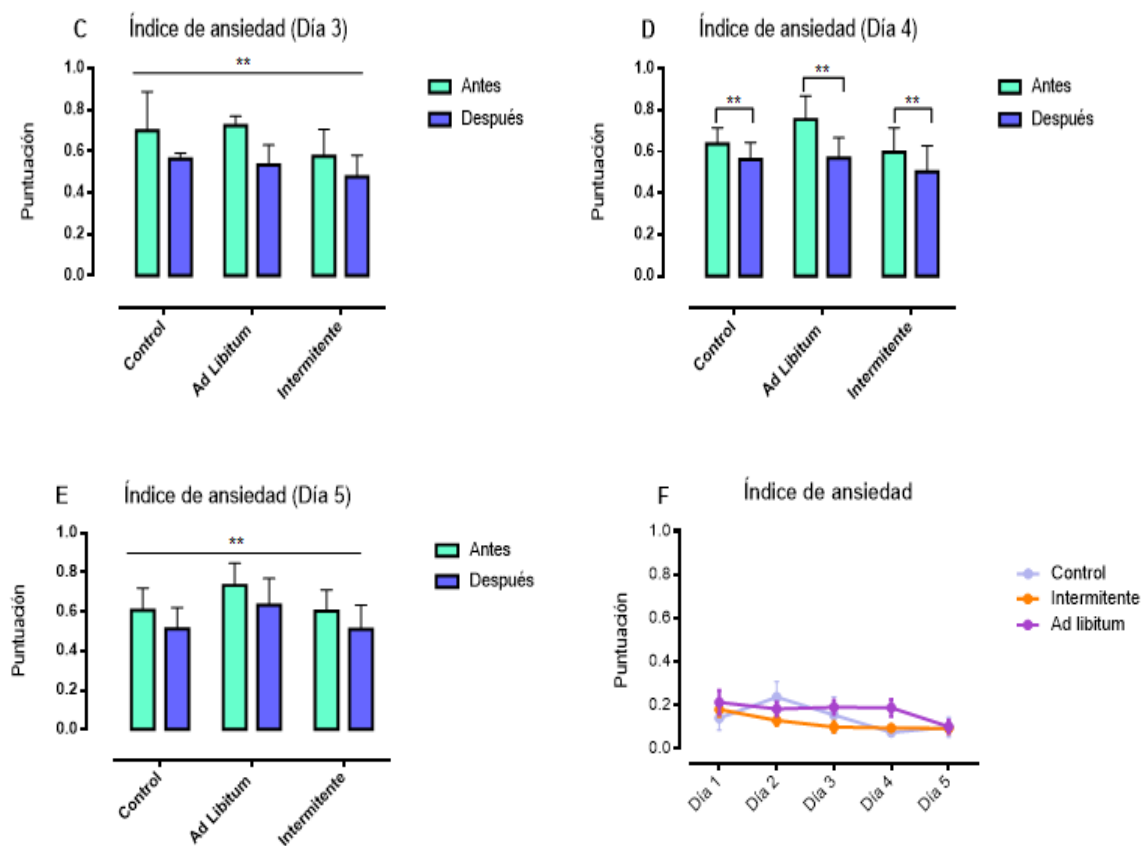 C Índice de ansiedad (Día 3)
**
1.0
0.8
0.6
0.4
0.2
0.0
Puntuación
Antes
Después
Control
Ad Libitum
Intermitente
D Índice de ansiedad (Día 4)
**
**
**
1.0
0.8
0.6
0.4
0.2
0.0
Puntuación
Antes
Después
Control
Ad Libitum
Intermitente
E Índice de ansiedad (Día 5)
**
1.0
0.8
0.6
0.4
0.2
0.0
Puntuación
Antes
Después
Control
Ad Libitum
Intermitente
F Índice de ansiedad
1.0
0.8
0.6
0.4
0.2
0.0
Puntuación
Control
Intermitente
Ad libitum
Día 1
Día 2
Día 3
Día 4
Día 5